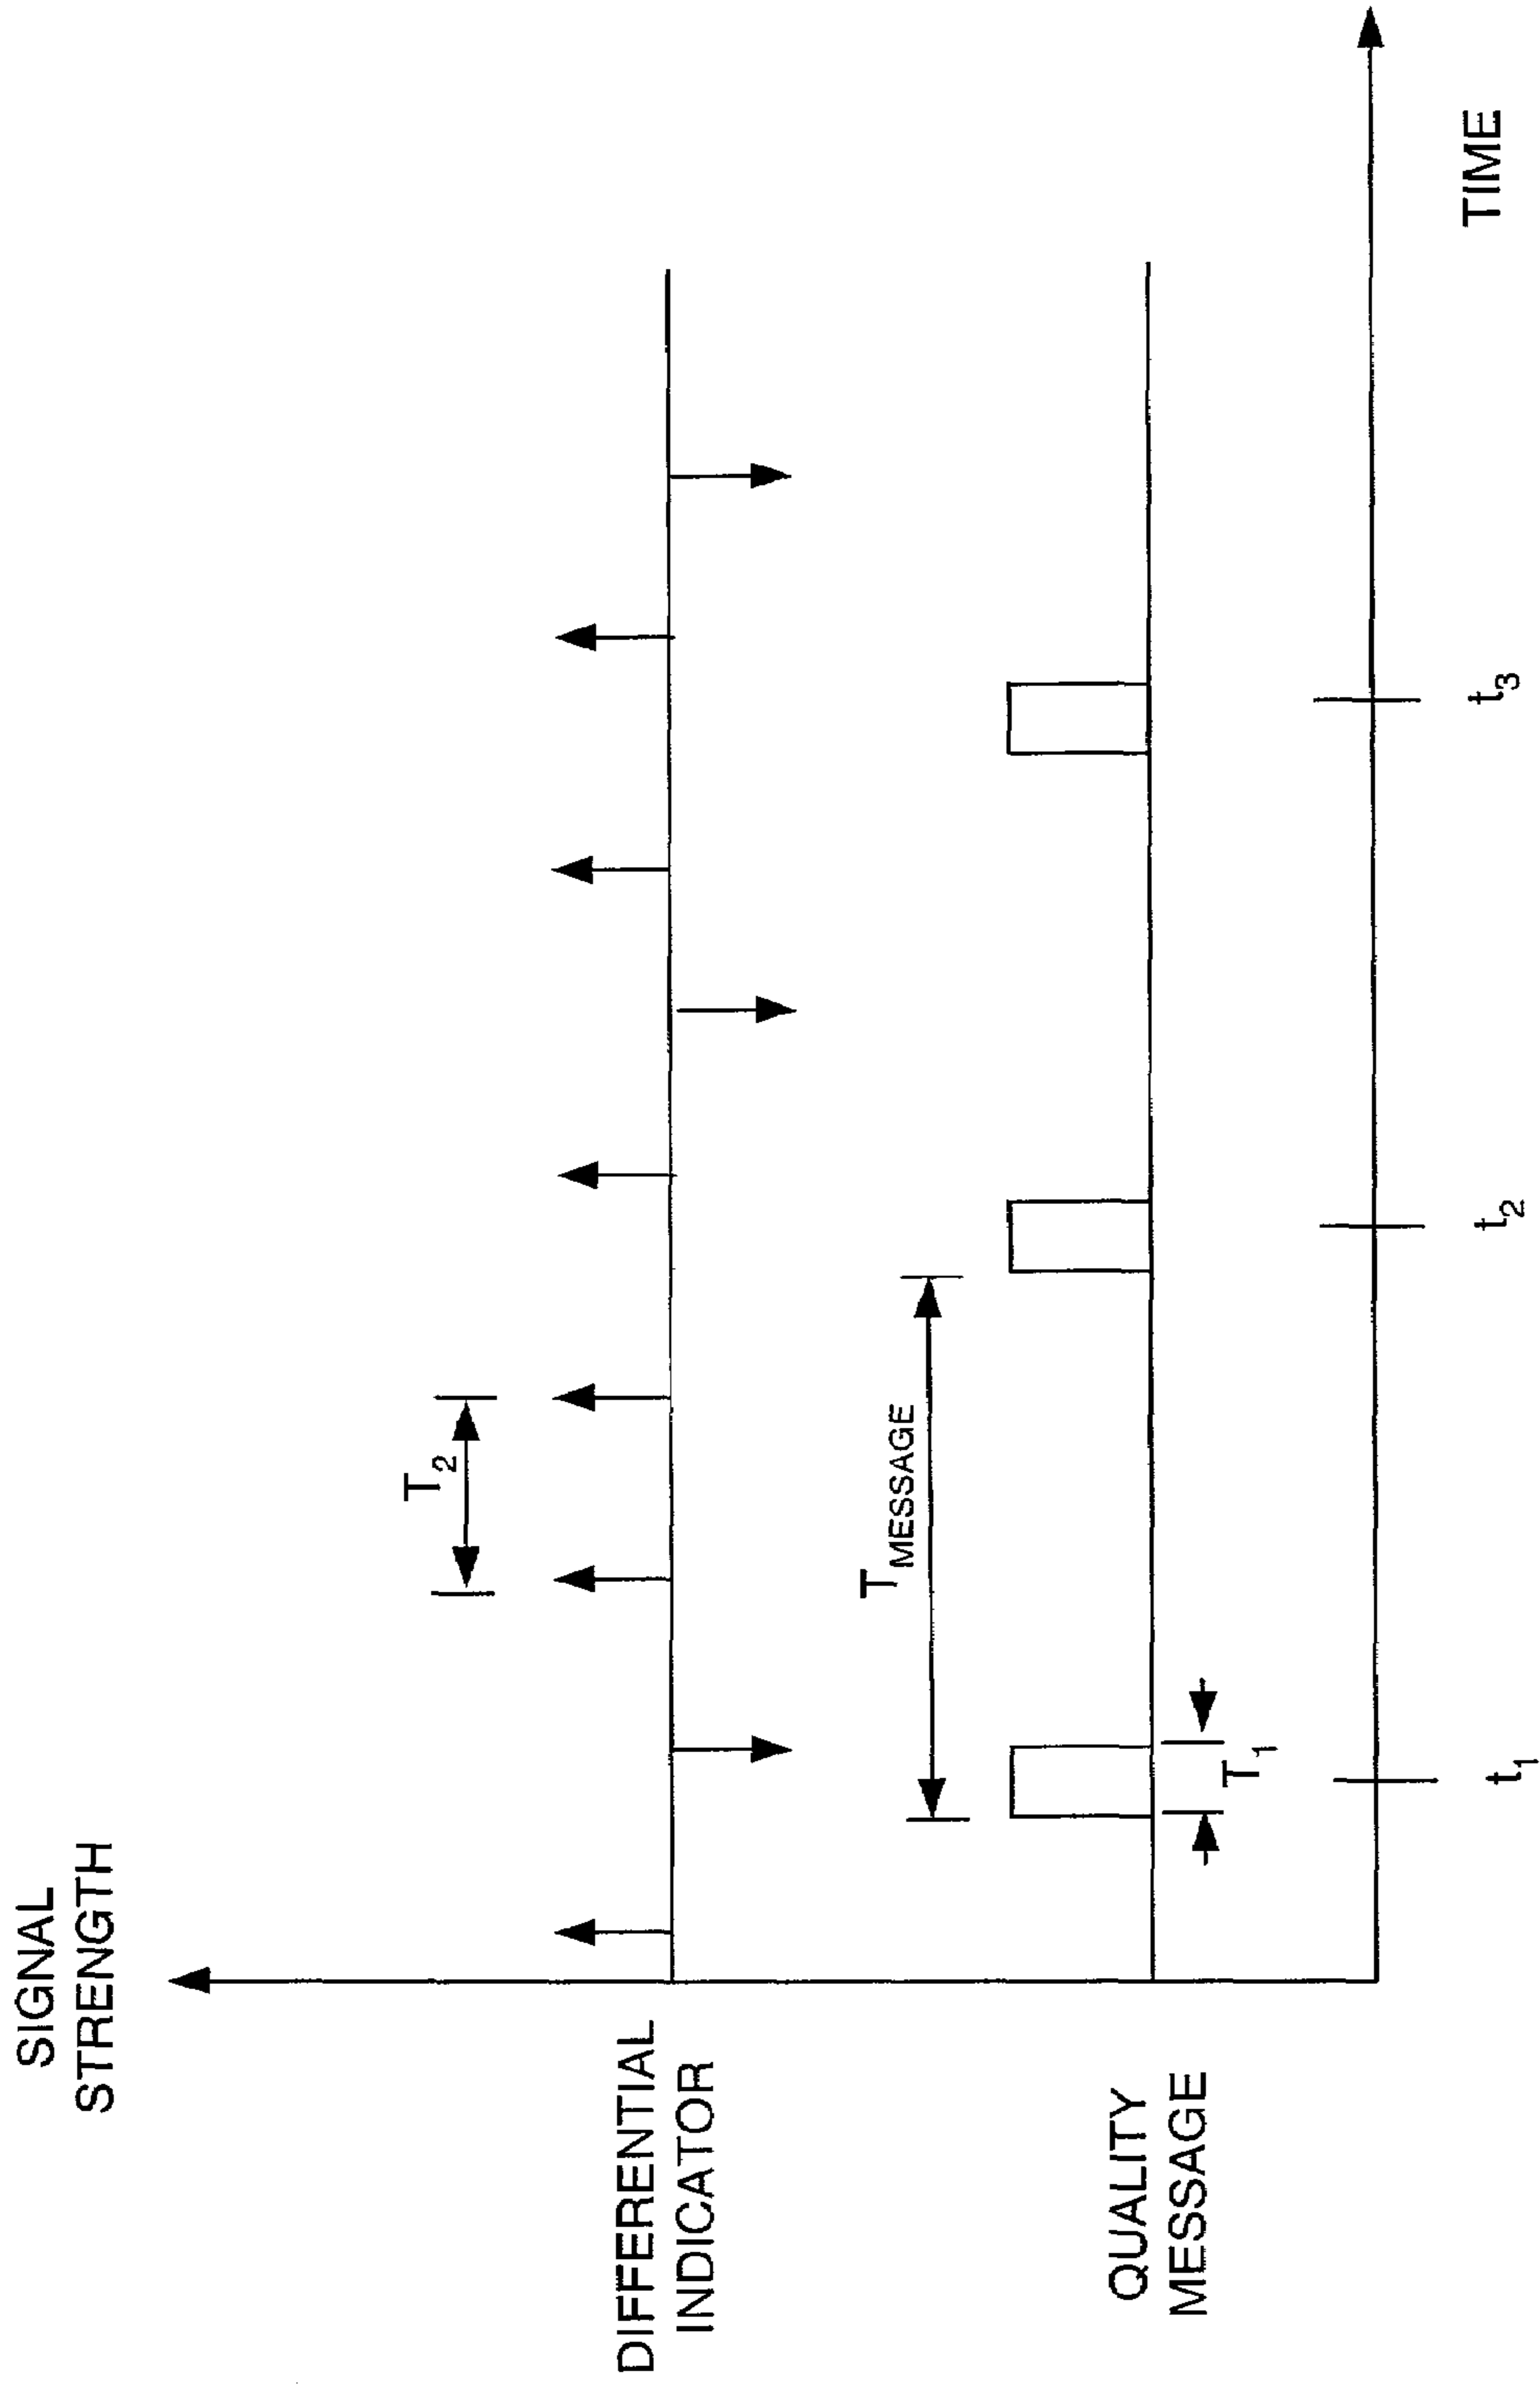 SIGNAL
STRENGTH
DIFFERENTIAL
INDICATOR
T2
TMESSAGE
QUALITY
MESSAGE
T1
t1
t2
t3
TIME